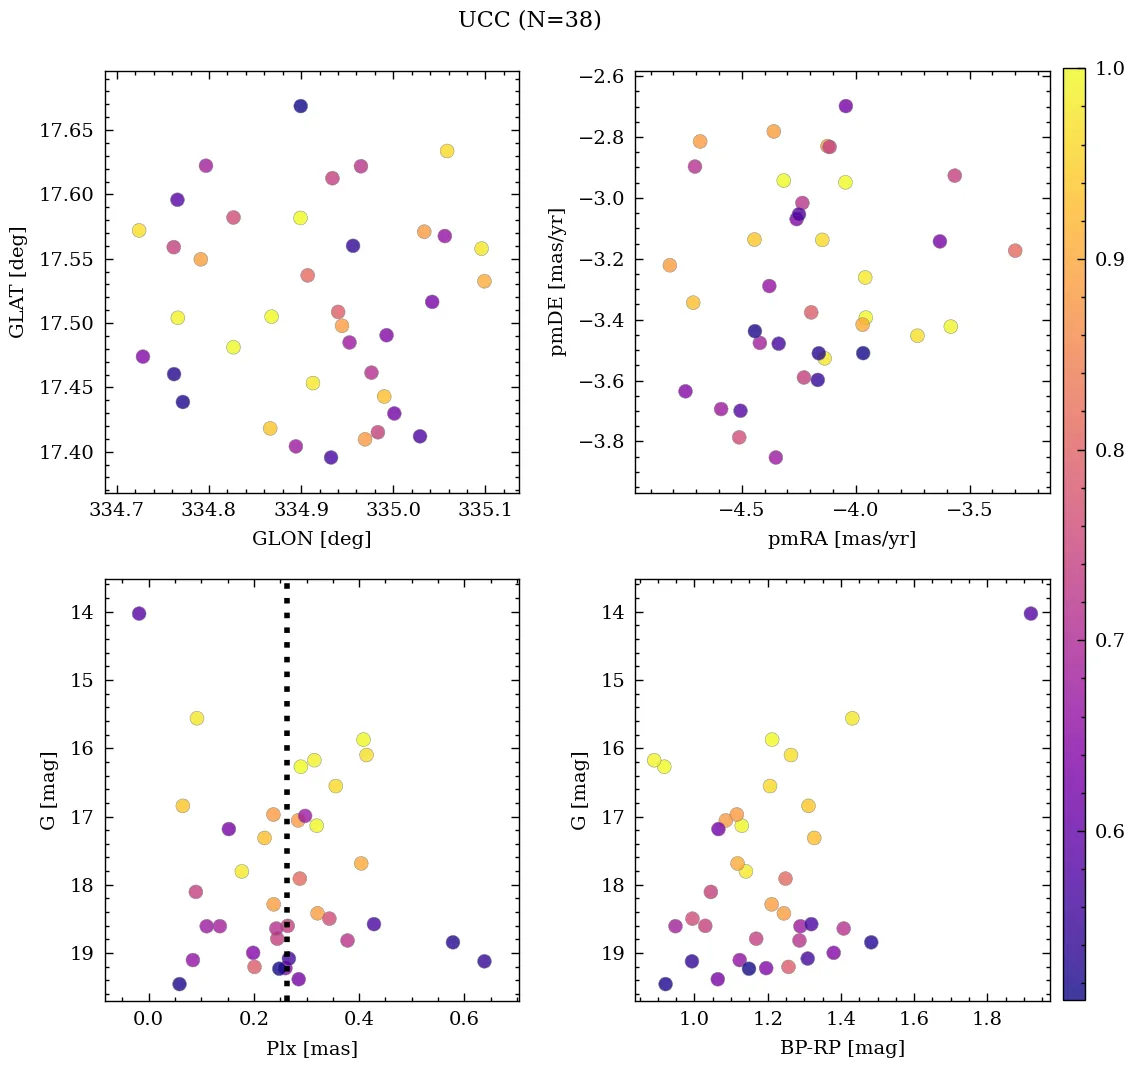 UCC (N=38)
17.65
17.60
17.55
17.50
17.45
17.40
GLAT [deg]
334.7 334.8 334.9 335.0 335.1
GLON [deg]
−2.6
−2.8
−3.0
−3.2
−3.4
−3.6
−3.8
pmDE [mas/yr]
−4.5 −4.0 −3.5
pmRA [mas/yr]
14
15
16
17
18
19
G [mag]
0.0 0.2 0.4 0.6
Plx [mas]
14
15
16
17
18
19
G [mag]
1.0 1.2 1.4 1.6 1.8
BP-RP [mag]
1.0
0.9
0.8
0.7
0.6